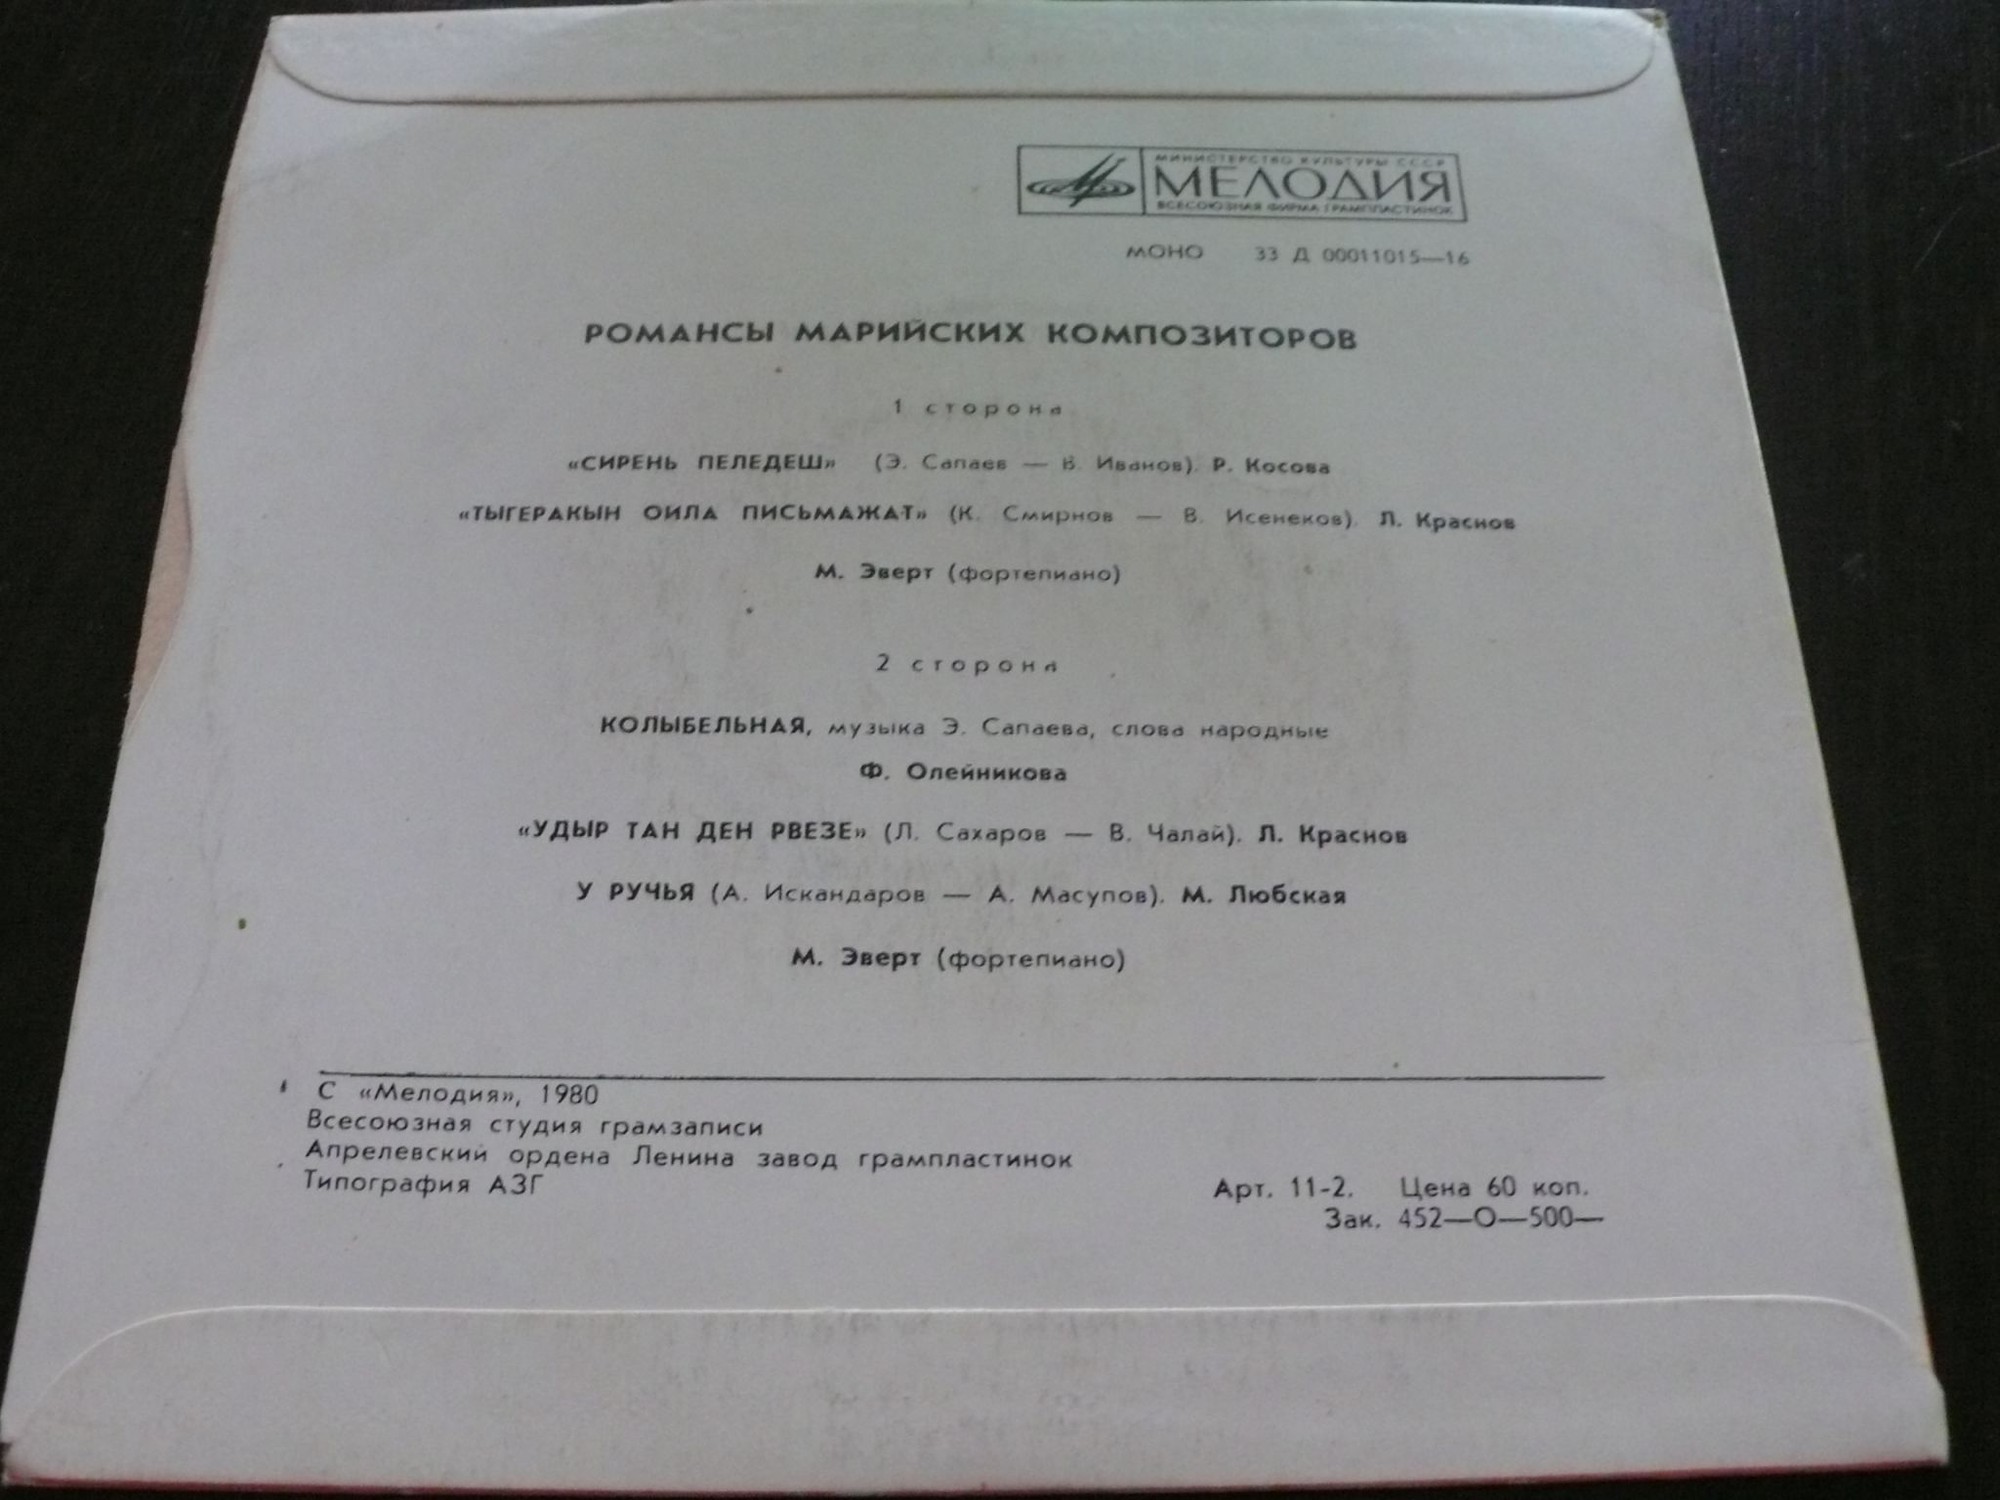 МИНИСТЕРСТВО КУЛЬТУРЫ СССР
МЕЛОДИЯ
ВСЕСОЮЗНАЯ ФИРМА ГРАМПЛАСТИНОК
МОНО 33 Д 00011015—16
РОМАНСЫ МАРИЙСКИХ КОМПОЗИТОРОВ
1 сторона
«СИРЕНЬ ПЕЛЕДЕШ» (Э. Сапаев — В. Иванов). Р. Косова
«ТЫГЕРАКЫН ОИЛА ПИСЬМАЖАТ» (К. Смирнов — В. Исенеков). Л. Краснов
М. Эверт (фортепиано)
2 сторона
КОЛЫБЕЛЬНАЯ, музыка Э. Сапаева, слова народные
Ф. Олейникова
«УДЫР ТАН ДЕН РВЕЗЕ» (Л. Сахаров — В. Чалай). Л. Краснов
У РУЧЬЯ (А. Искандаров — А. Масупов). М. Любская
М. Эверт (фортепиано)
С «Мелодия», 1980
Всесоюзная студия грамзаписи
Апрелевский ордена Ленина завод грампластинок
Типография АЗГ
Арт. 11-2. Цена 60 коп.
Зак. 452—О—500—